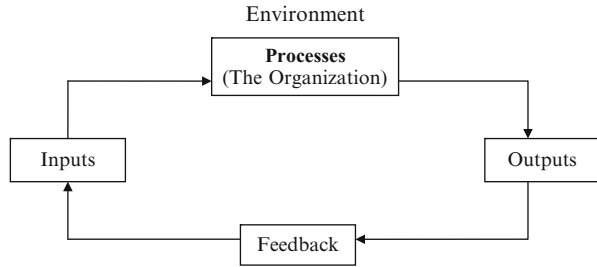 Environment
Processes
(The Organization)
Inputs
Outputs
Feedback